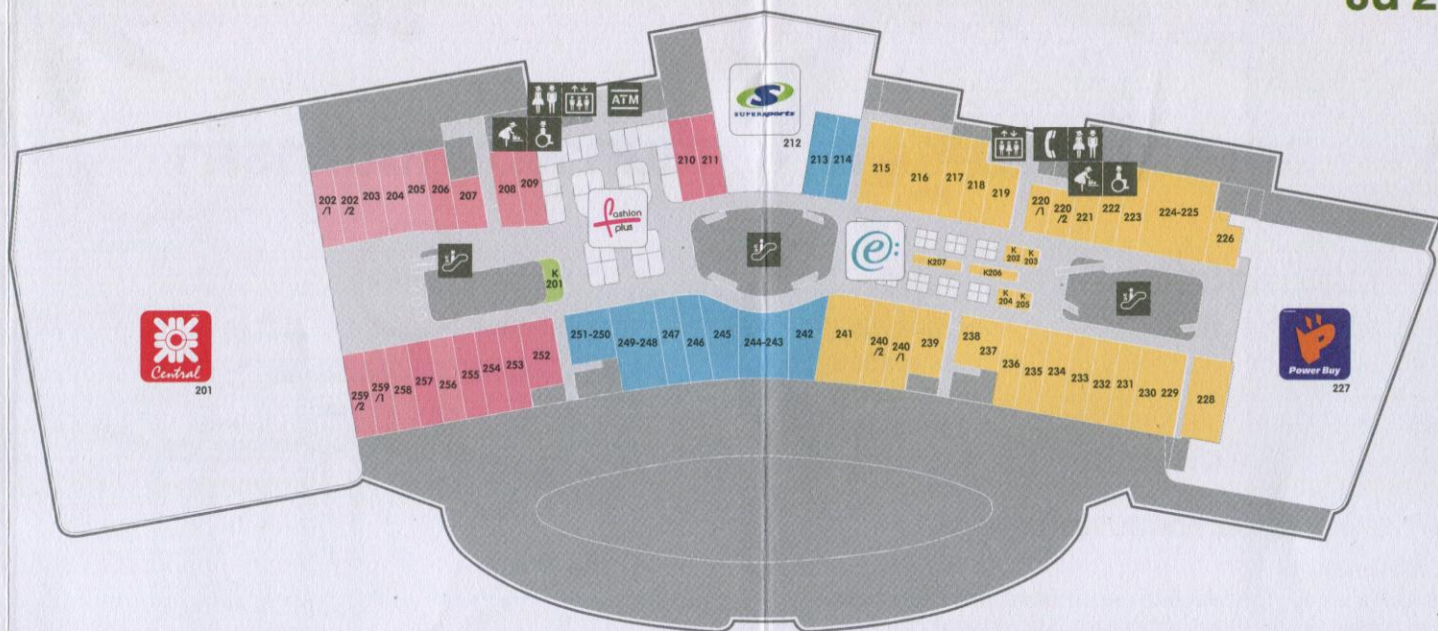 ATM
SUPERsports
212
210 211
213 214
215 216 217 218 219
202/1 202/2 203 204 205 206 207
208 209
220/1 220/2 221 222 223 224-225 226
fashion plus
e:
K 201
K 202 K 203
K207 K206
K 204 K 205
Central
201
Power Buy
227
251-250 249-248 247 246 245 244-243 242
241 240/2 240/1 239
238 237 236 235 234 233 232 231 230 229 228
259/2 259/1 258 257 256 255 254 253 252